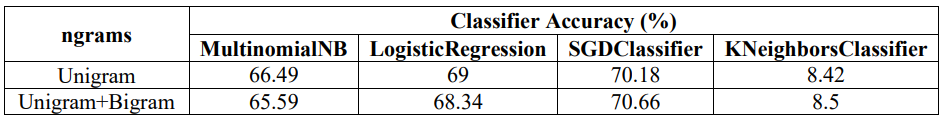 ngrams Classifier Accuracy (%)
MultinomialNB LogisticRegression SGDClassifier KNeighborsClassifier
Unigram 66.49 69 70.18 8.42
Unigram+Bigram 65.59 68.34 70.66 8.5